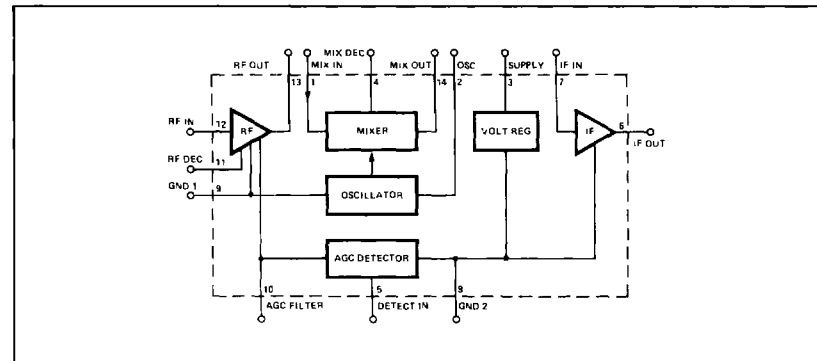 RF OUT
MIX IN
MIX DEC
MIX OUT
OSC
SUPPLY
IF IN
13
1
4
14
2
3
7
RF IN
12
RF
MIXER
VOLT REG
IF
6
IF OUT
RF DEC
11
GND 1
9
OSCILLATOR
AGC DETECTOR
10
AGC FILTER
5
DETECT IN
GND 2